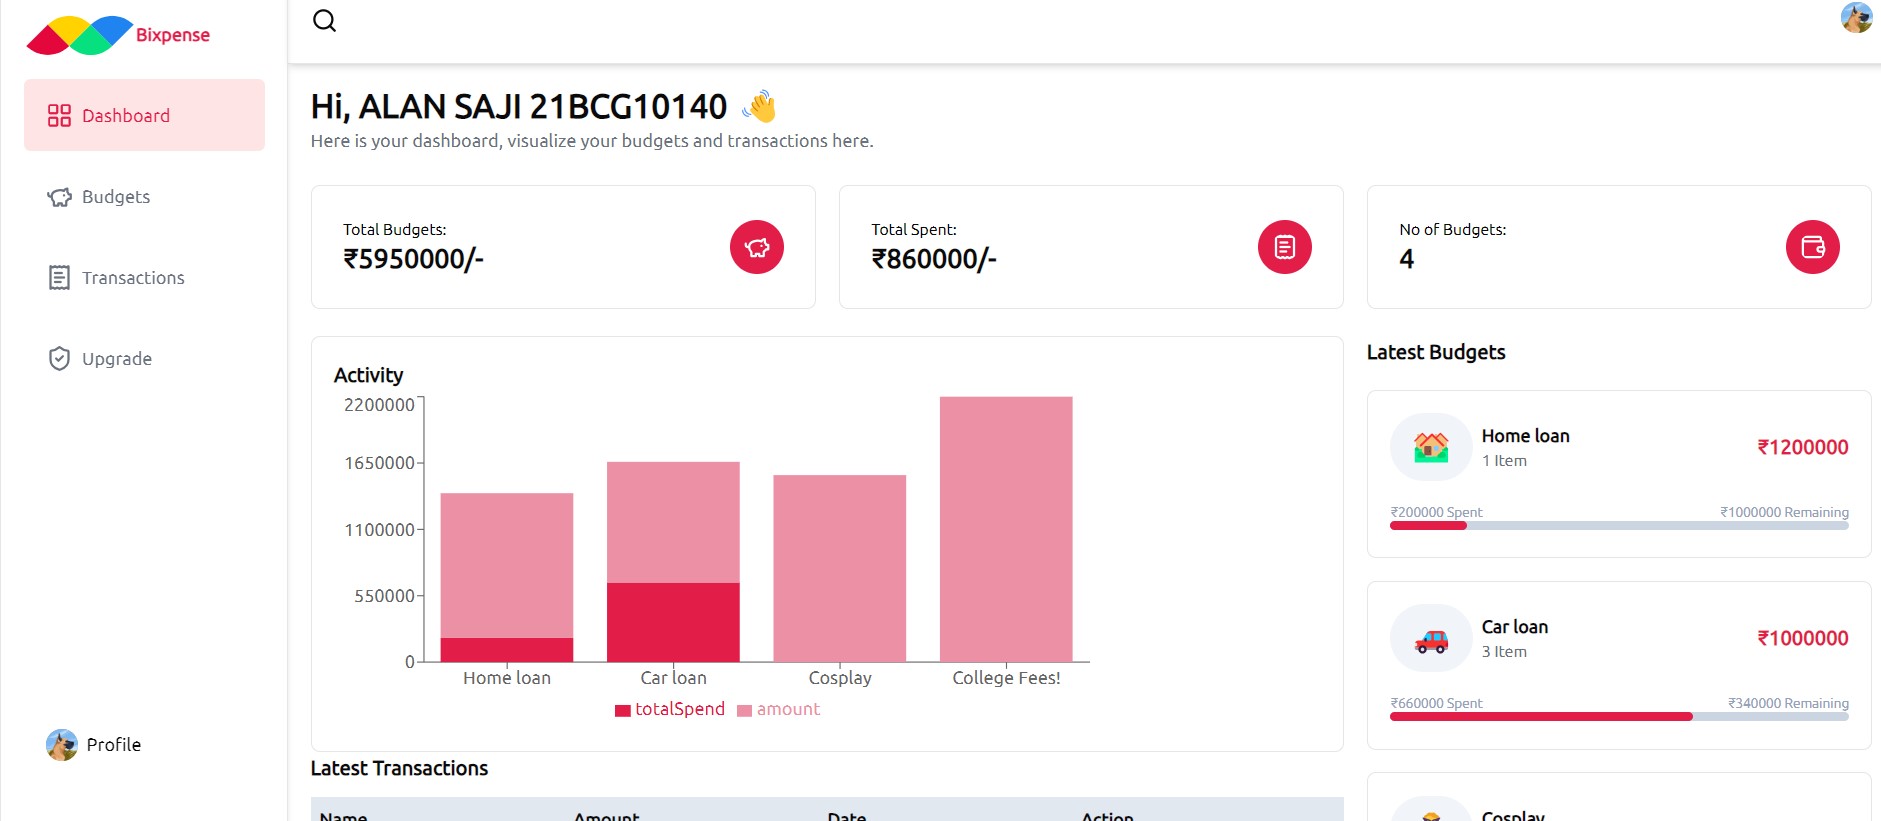 Bixpense
Dashboard
Budgets
Transactions
Upgrade
Profile
Hi, ALAN SAJI 21BCG10140 👋
Here is your dashboard, visualize your budgets and transactions here.
Total Budgets:
₹5950000/-
Total Spent:
₹860000/-
No of Budgets:
4
Activity
2200000
1650000
1100000
550000
0
Home loan Car loan Cosplay College Fees!
totalSpend amount
Latest Transactions
Name Amount Date Action
Latest Budgets
Home loan
1 Item
₹1200000
₹200000 Spent ₹1000000 Remaining
Car loan
3 Item
₹1000000
₹660000 Spent ₹340000 Remaining
Cosplay